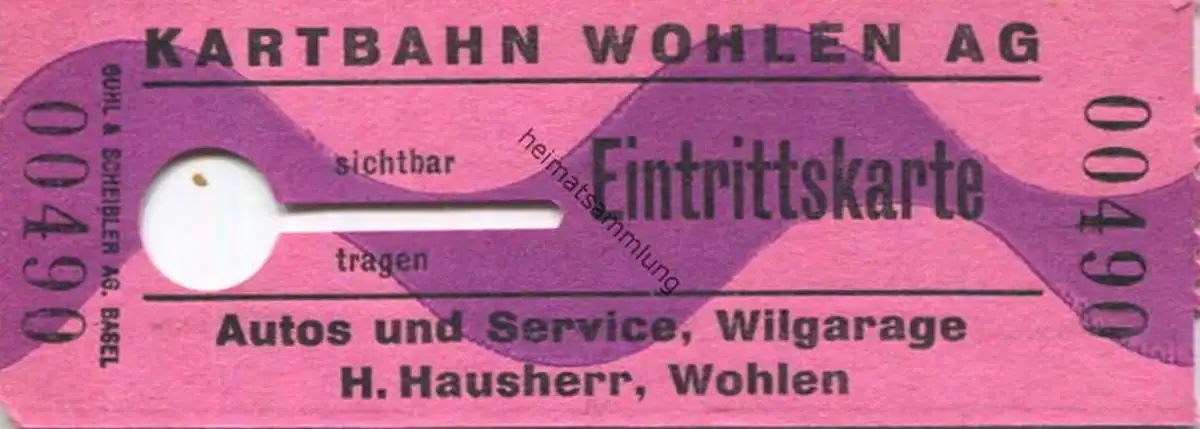 KARTBAHN WOHLEN AG
00490
GUHL & SCHEIBLER AG. BASEL
sichtbar
tragen
Eintrittskarte
00490
Autos und Service, Wilgarage
H. Hausherr, Wohlen
heimatsammlung